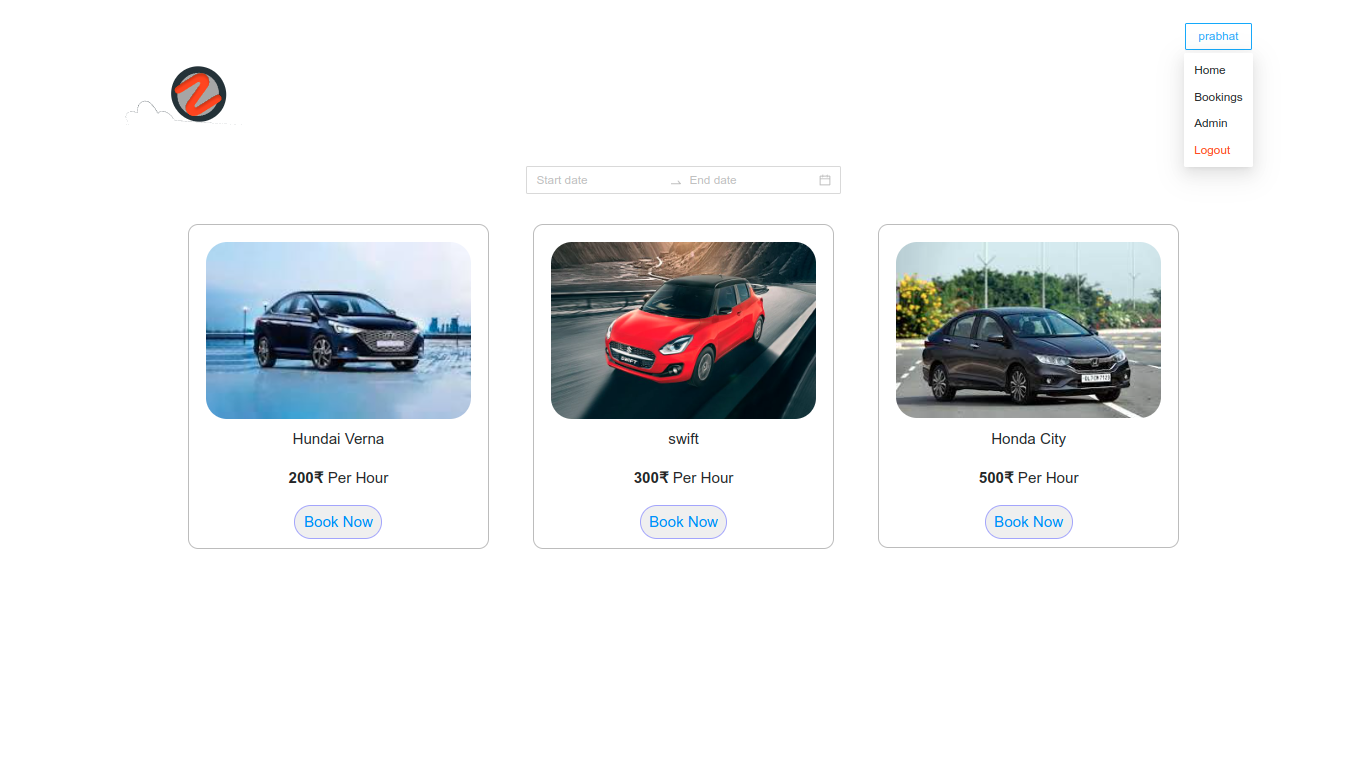 prabhat
Home
Bookings
Admin
Logout
Start date
End date
Hundai Verna
200₹ Per Hour
Book Now
SWIFT
swift
300₹ Per Hour
Book Now
Honda City
500₹ Per Hour
Book Now